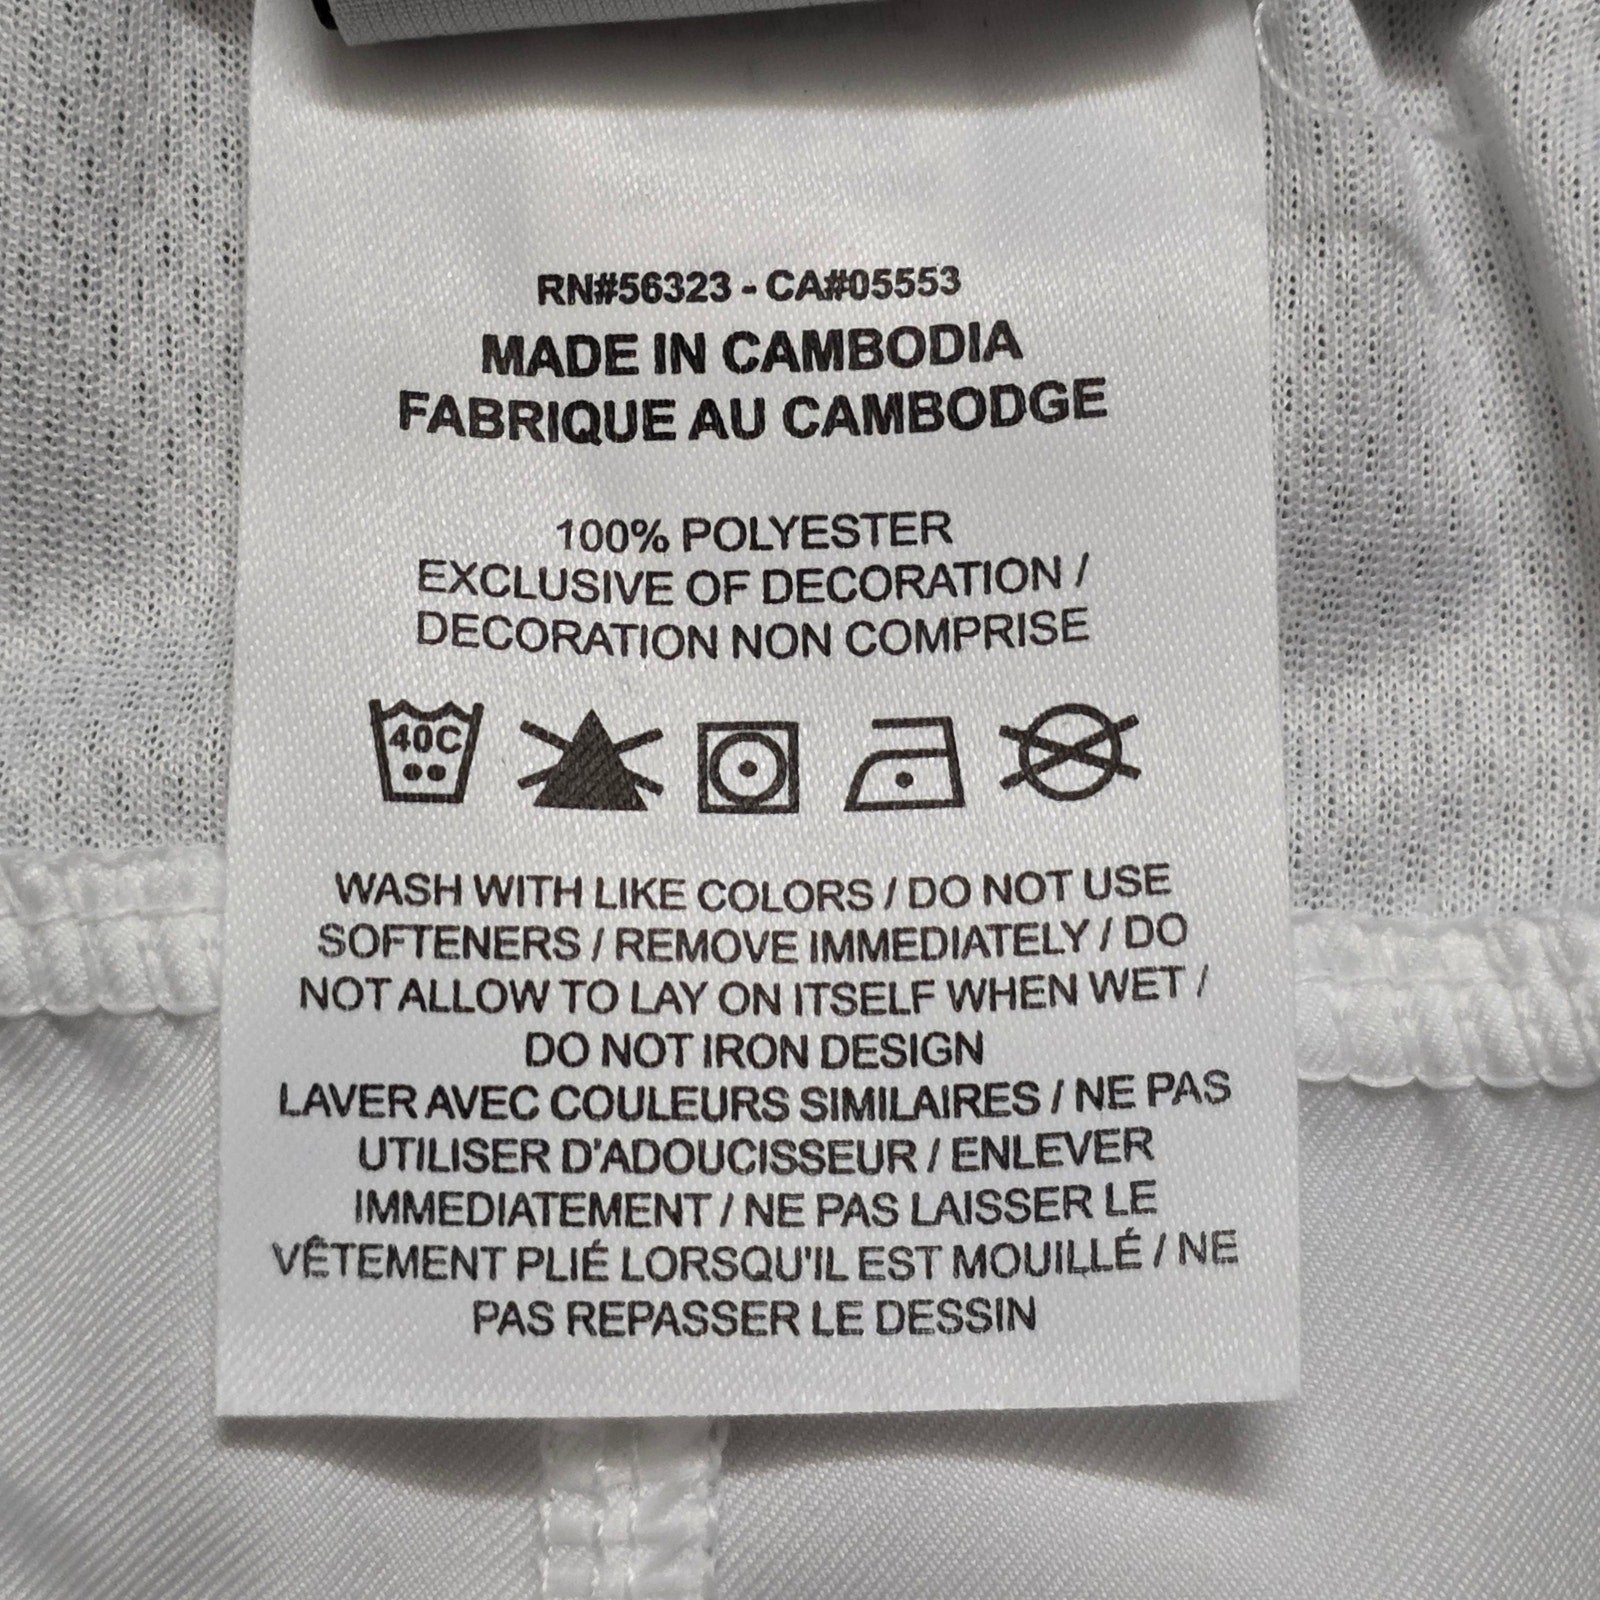 RN#56323 - CA#05553
MADE IN CAMBODIA
FABRIQUE AU CAMBODGE
100% POLYESTER
EXCLUSIVE OF DECORATION /
DECORATION NON COMPRISE
40C
WASH WITH LIKE COLORS / DO NOT USE
SOFTENERS / REMOVE IMMEDIATELY / DO
NOT ALLOW TO LAY ON ITSELF WHEN WET /
DO NOT IRON DESIGN
LAVER AVEC COULEURS SIMILAIRES / NE PAS
UTILISER D'ADOUCISSEUR / ENLEVER
IMMEDIATEMENT / NE PAS LAISSER LE
VÊTEMENT PLIÉ LORSQU'IL EST MOUILLÉ / NE
PAS REPASSER LE DESSIN